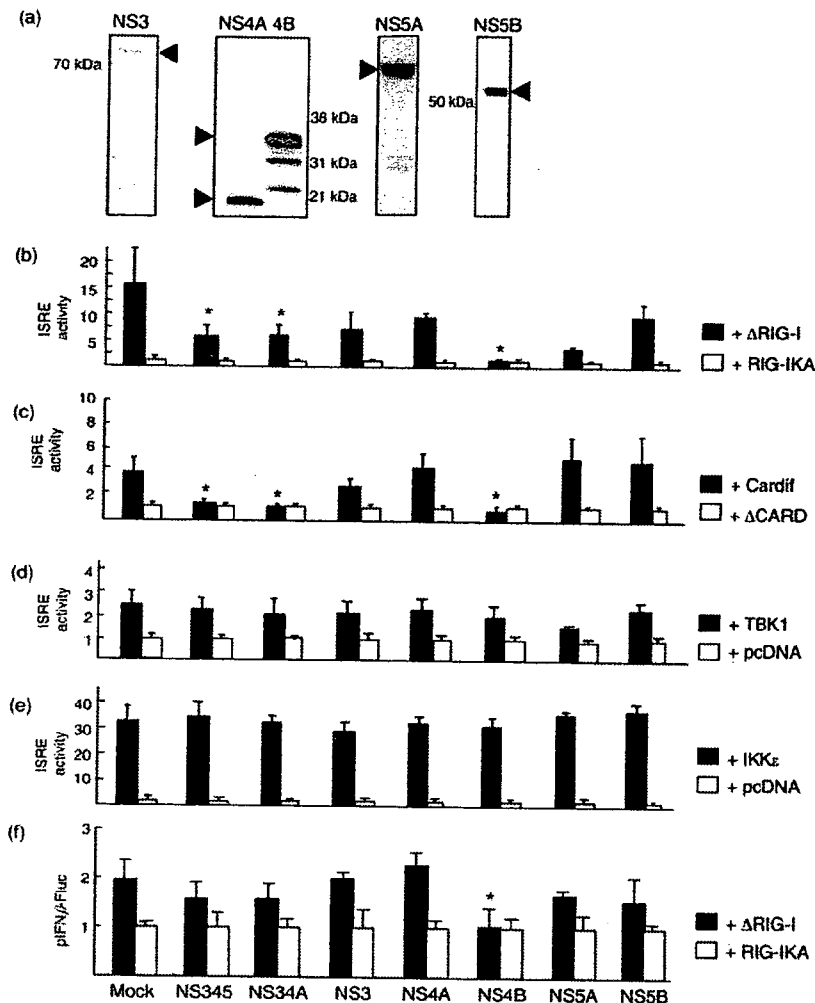 (a)
NS3
NS4A 4B
NS5A
NS5B
70 kDa
38 kDa
31 kDa
21 kDa
50 kDa
(b)
ISRE
activity
20
15
10
5
* * *
+ ΔRIG-I
+ RIG-IKA
(c)
ISRE
activity
10
8
6
4
2
* * *
+ Cardif
+ ΔCARD
(d)
ISRE
activity
4
3
2
1
+ TBK1
+ pcDNA
(e)
ISRE
activity
40
30
20
10
+ IKKε
+ pcDNA
(f)
pIFNβ-Fluc
3
2
1
*
+ ΔRIG-I
+ RIG-IKA
Mock NS345 NS34A NS3 NS4A NS4B NS5A NS5B